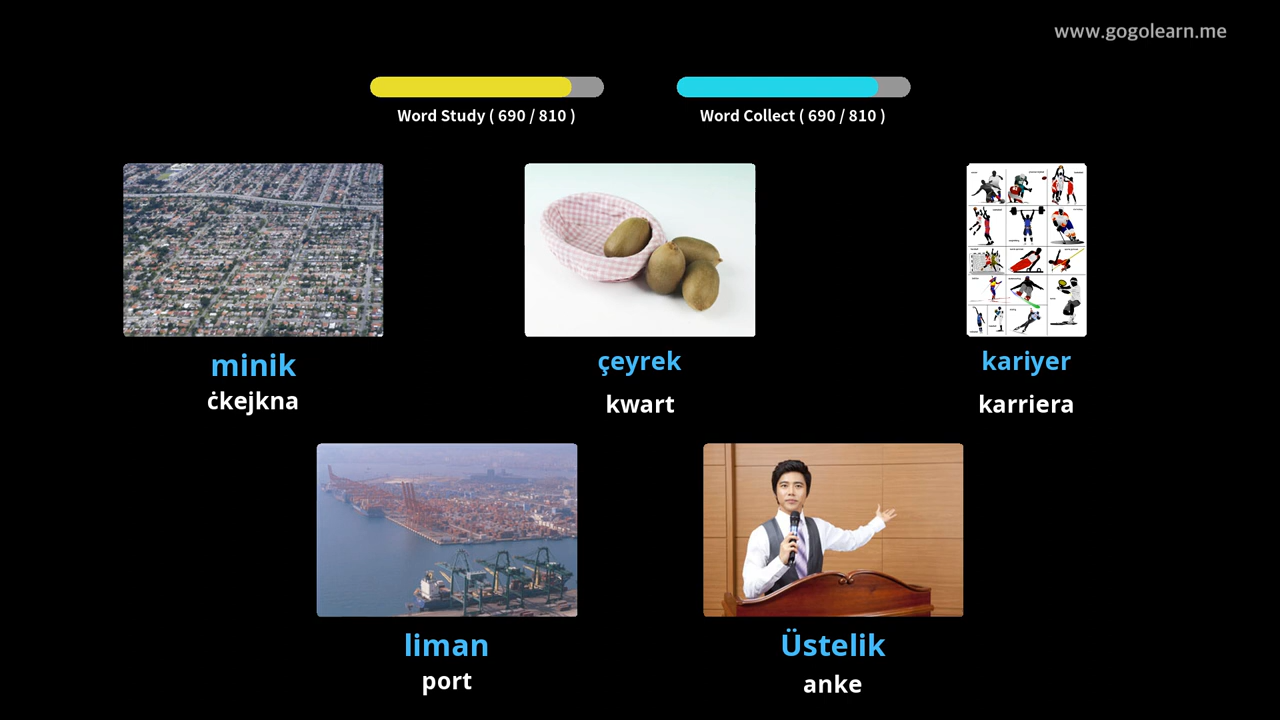 www.gogolearn.me
Word Study ( 690 / 810 )
Word Collect ( 690 / 810 )
minik
ċkejkna
çeyrek
kwart
kariyer
karriera
liman
port
Üstelik
anke